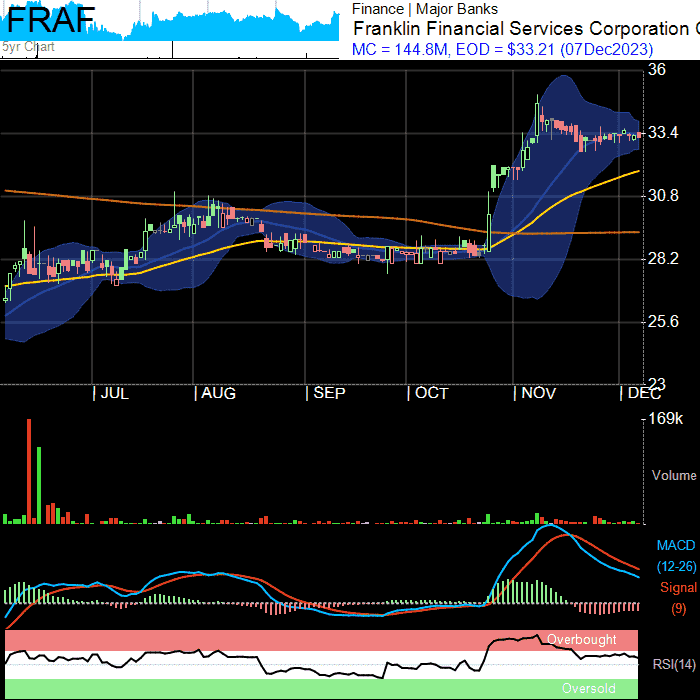 FRAF
5yr Chart
Finance | Major Banks
Franklin Financial Services Corporation
MC = 144.8M, EOD = $33.21 (07Dec2023)
36
33.4
30.8
28.2
25.6
23
JUL
AUG
SEP
OCT
NOV
DEC
169k
Volume
MACD
(12-26)
Signal
(9)
Overbought
RSI(14)
Oversold